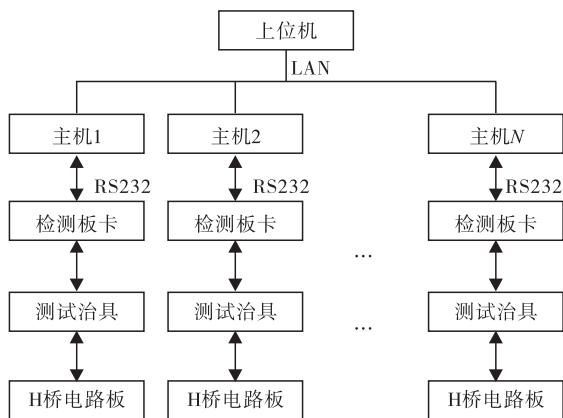 上位机
LAN
主机1 主机2 主机N
RS232 RS232 RS232
检测板卡 检测板卡 检测板卡
...
测试治具 测试治具 测试治具
...
H桥电路板 H桥电路板 H桥电路板